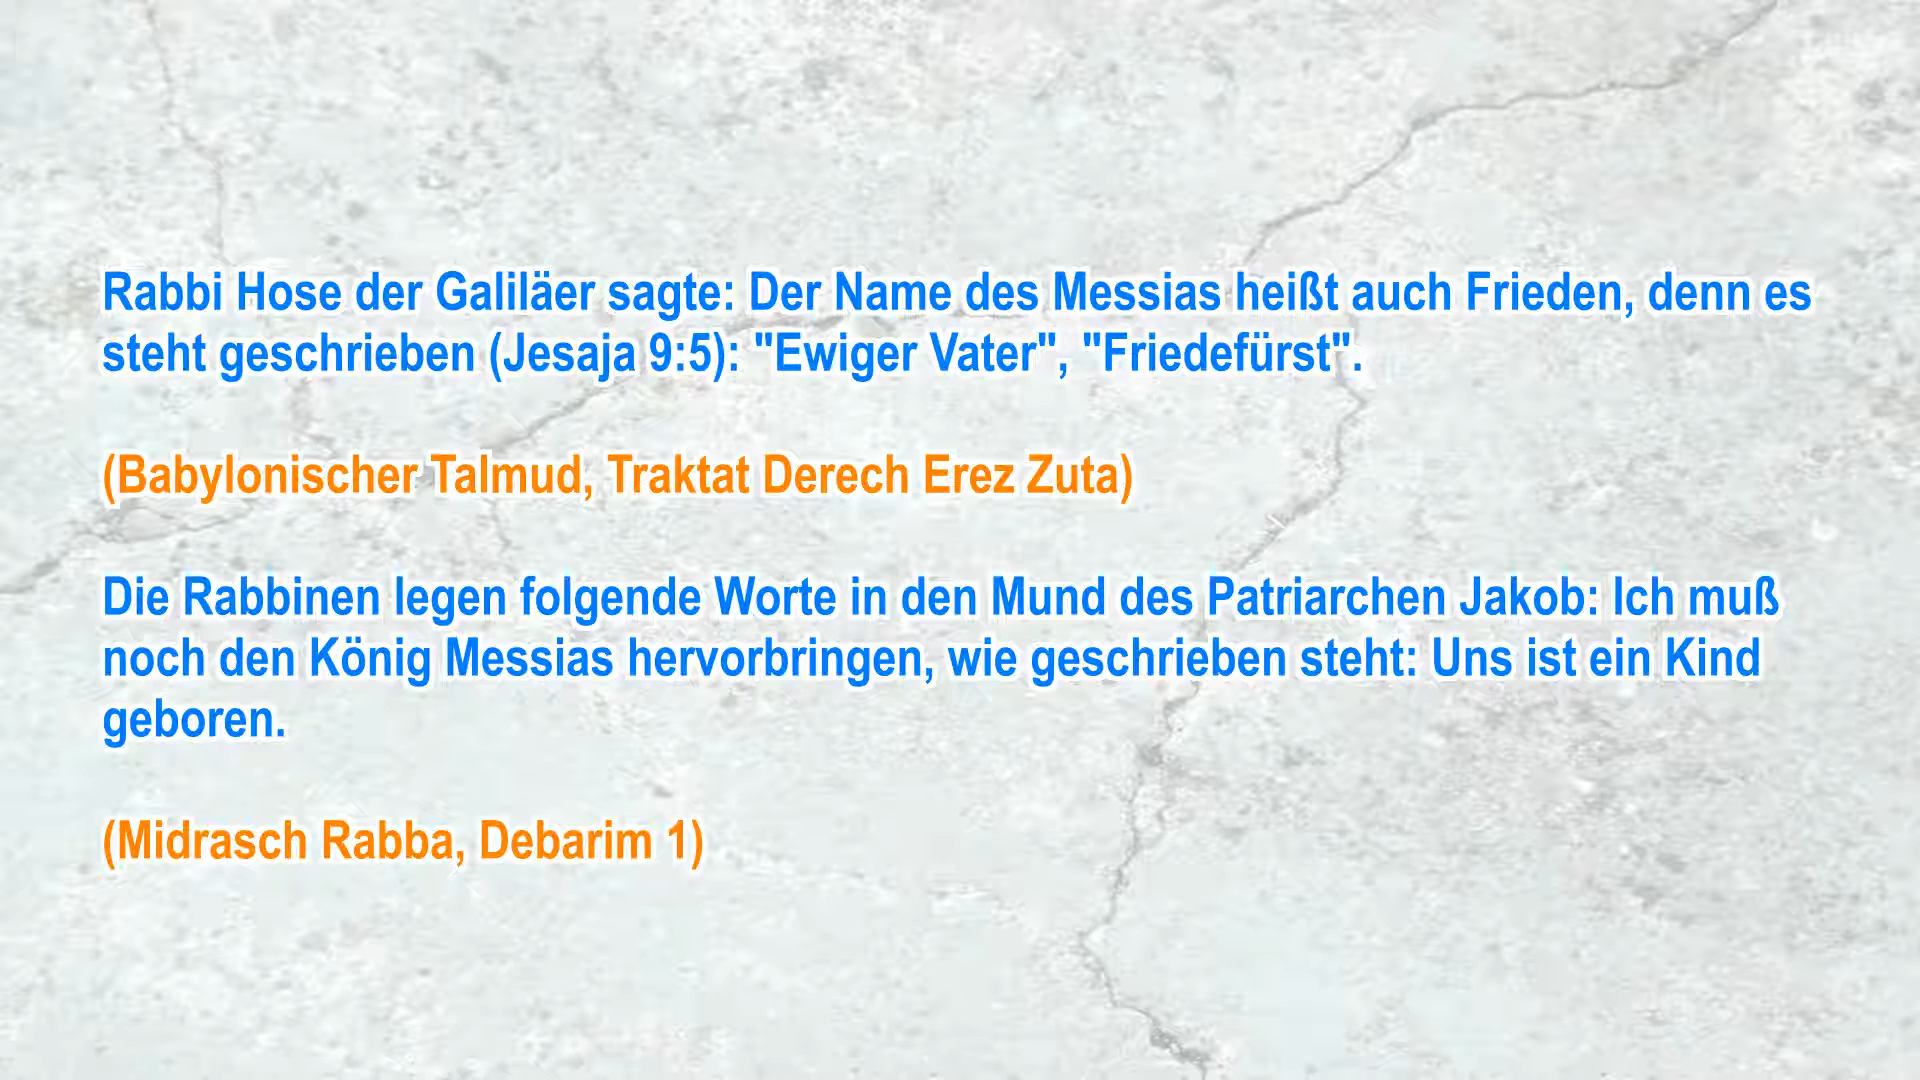 Rabbi Hose der Galiläer sagte: Der Name des Messias heißt auch Frieden, denn es
steht geschrieben (Jesaja 9:5): "Ewiger Vater", "Friedefürst".
(Babylonischer Talmud, Traktat Derech Erez Zuta)
Die Rabbinen legen folgende Worte in den Mund des Patriarchen Jakob: Ich muß
noch den König Messias hervorbringen, wie geschrieben steht: Uns ist ein Kind
geboren.
(Midrasch Rabba, Debarim 1)